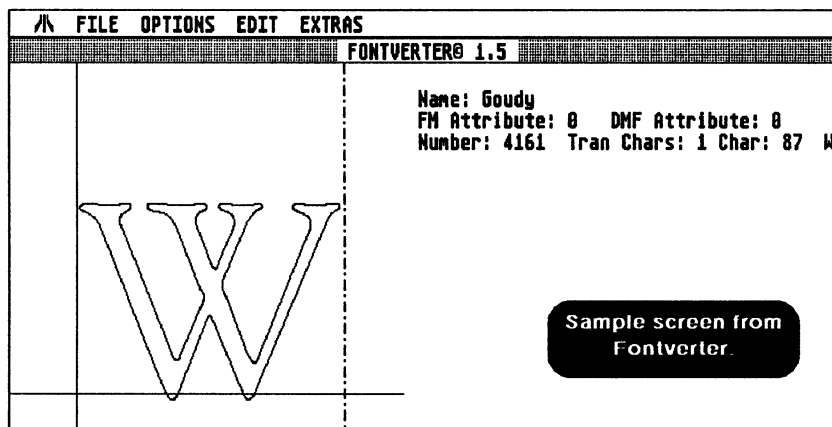 FILE OPTIONS EDIT EXTRAS
FONTVERTER© 1.5
Name: Goudy
FM Attribute: 0 DMF Attribute: 0
Number: 4161 Tran Chars: 1 Char: 87 W
W
Sample screen from
Fontverter.